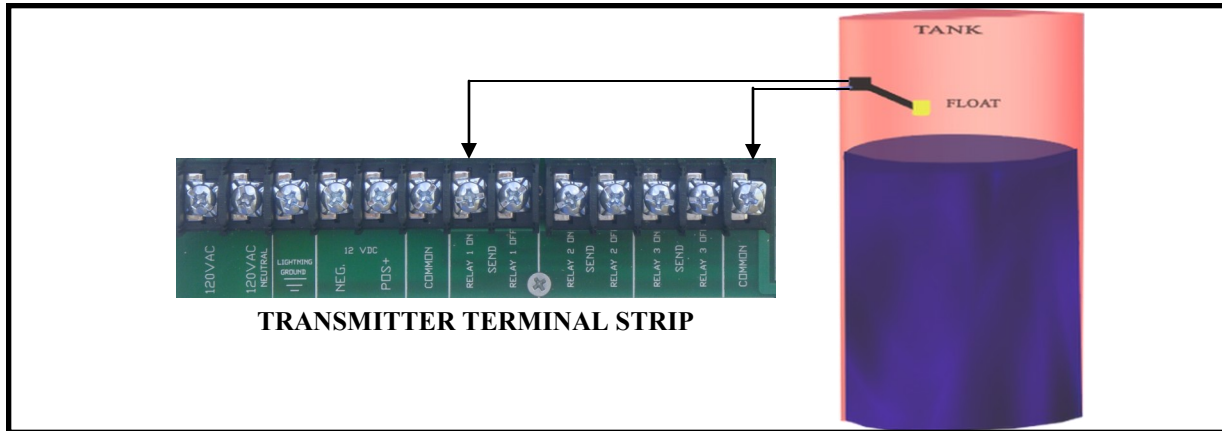 TANK
FLOAT
120VAC
120VAC
NEUTRAL
LIGHTNING
GROUND
12 VDC
NEG.
POS+
COMMON
RELAY 1 ON
SEND
RELAY 1 OFF
RELAY 2 ON
SEND
RELAY 2 OFF
RELAY 3 ON
SEND
RELAY 3 OFF
COMMON
TRANSMITTER TERMINAL STRIP